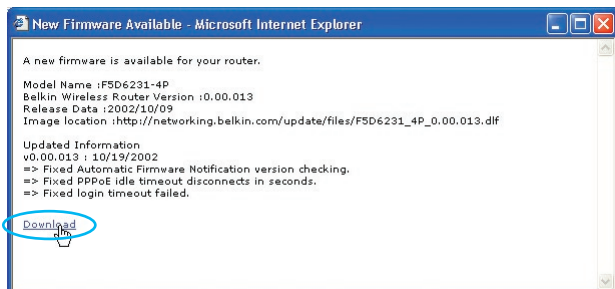 New Firmware Available - Microsoft Internet Explorer
A new firmware is available for your router.
Model Name :F5D6231-4P
Belkin Wireless Router Version :0.00.013
Release Data :2002/10/09
Image location :http://networking.belkin.com/update/files/F5D6231_4P_0.00.013.dlf
Updated Information
v0.00.013 : 10/19/2002
=> Fixed Automatic Firmware Notification version checking.
=> Fixed PPPoE idle timeout disconnects in seconds.
=> Fixed login timeout failed.
Download